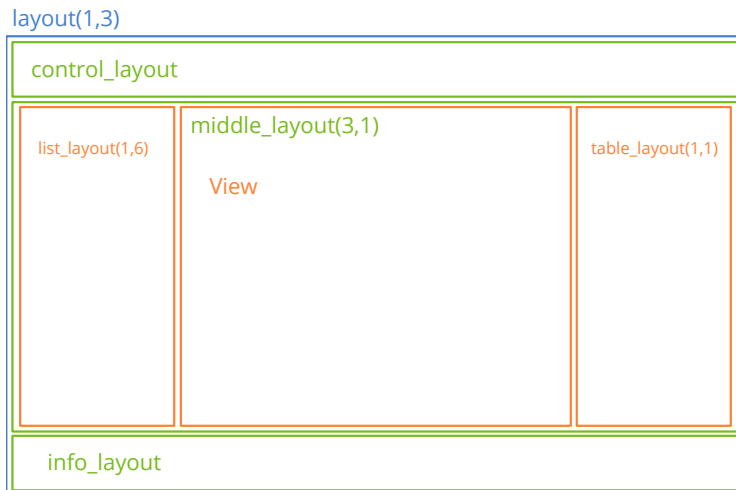 layout(1,3)
control_layout
middle_layout(3,1)
list_layout(1,6)
table_layout(1,1)
View
info_layout